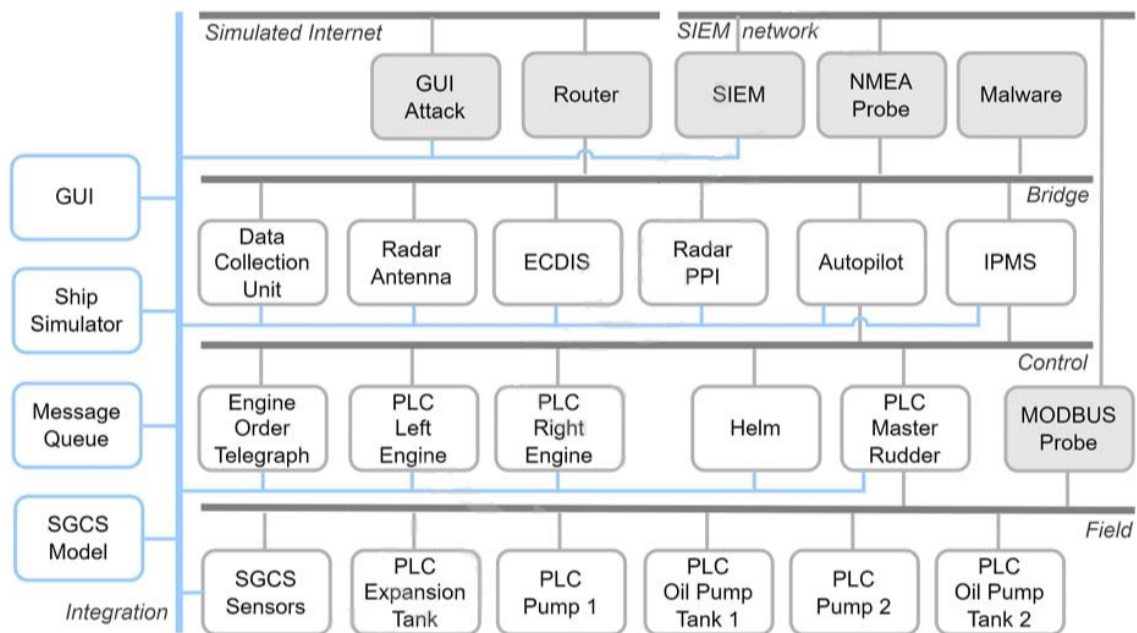 Simulated Internet
SIEM network
GUI
Attack
Router
SIEM
NMEA
Probe
Malware
GUI
Bridge
Data
Collection
Unit
Radar
Antenna
ECDIS
Radar
PPI
Autopilot
IPMS
Ship
Simulator
Control
Message
Queue
Engine
Order
Telegraph
PLC
Left
Engine
PLC
Right
Engine
Helm
PLC
Master
Rudder
MODBUS
Probe
SGCS
Model
Field
Integration
SGCS
Sensors
PLC
Expansion
Tank
PLC
Pump 1
PLC
Oil Pump
Tank 1
PLC
Pump 2
PLC
Oil Pump
Tank 2